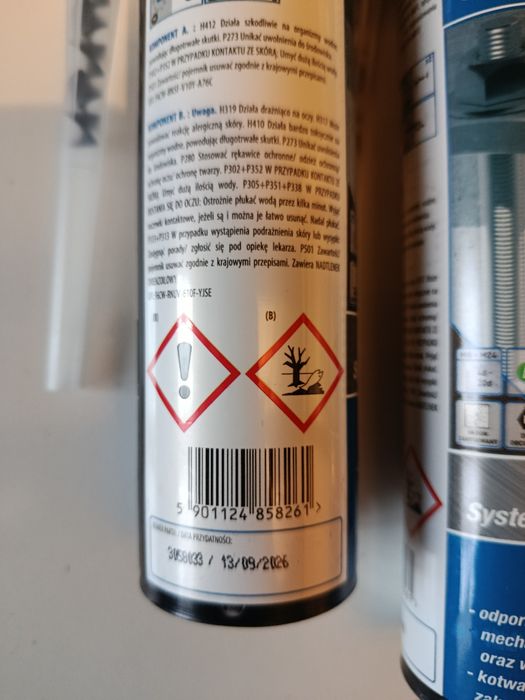 KOMPONENT A. : H412 Działa szkodliwie na organizmy wodne
powodując długotrwałe skutki. P273 Unikać uwolnienia do środowiska.
P302+P352 W PRZYPADKU KONTAKTU ZE SKÓRĄ: Umyć dużą ilością wody
P501 Zawartość/ pojemnik usuwać zgodnie z krajowymi przepisami.
KOMPONENT B. : Uwaga. H319 Działa drażniąco na oczy. H317 Może
powodować reakcję alergiczną skóry. H410 Działa bardzo toksycznie na
organizmy wodne, powodując długotrwałe skutki. P273 Unikać uwolnienia
do środowiska. P280 Stosować rękawice ochronne/ odzież ochronną/
ochronę oczu/ ochronę twarzy. P302+P352 W PRZYPADKU KONTAKTU ZE
SKÓRĄ: Umyć dużą ilością wody. P305+P351+P338 W PRZYPADKU
DOSTANIA SIĘ DO OCZU: Ostrożnie płukać wodą przez kilka minut. Wyjąć
soczewki kontaktowe, jeżeli są i można je łatwo usunąć. Nadal płukać.
P333+P313 W przypadku wystąpienia podrażnienia skóry lub wysypki:
Zasięgnąć porady/ zgłosić się pod opiekę lekarza. P501 Zawartość/
pojemnik usuwać zgodnie z krajowymi przepisami. Zawiera NADTLENEK
DIBENZOILU
(B)
(B)
5 901124 858261 >
NUMER PARTII / DATA PRZYDATNOŚCI:
3058033 / 13/09/2026
Syste
- odpor
mech
oraz w
- kotwa